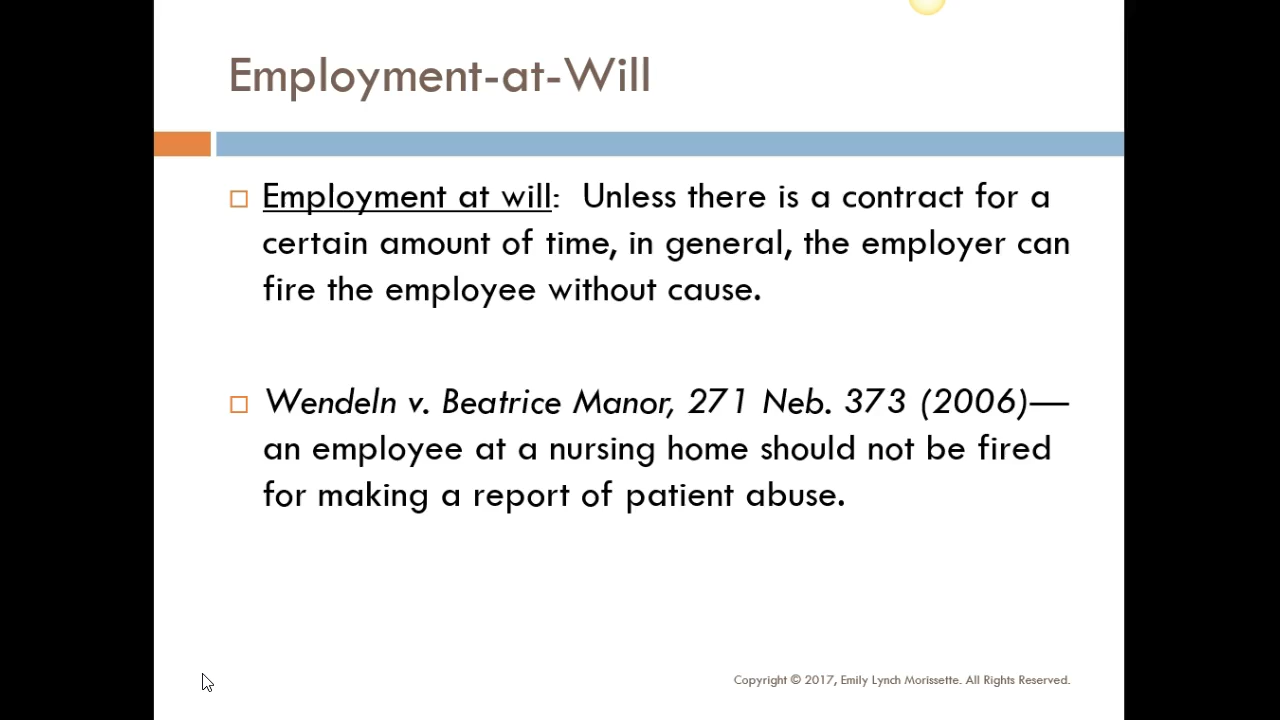 Employment-at-Will
Employment at will:  Unless there is a contract for a
certain amount of time, in general, the employer can
fire the employee without cause.
Wendeln v. Beatrice Manor, 271 Neb. 373 (2006)—
an employee at a nursing home should not be fired
for making a report of patient abuse.
Copyright © 2017, Emily Lynch Morissette. All Rights Reserved.